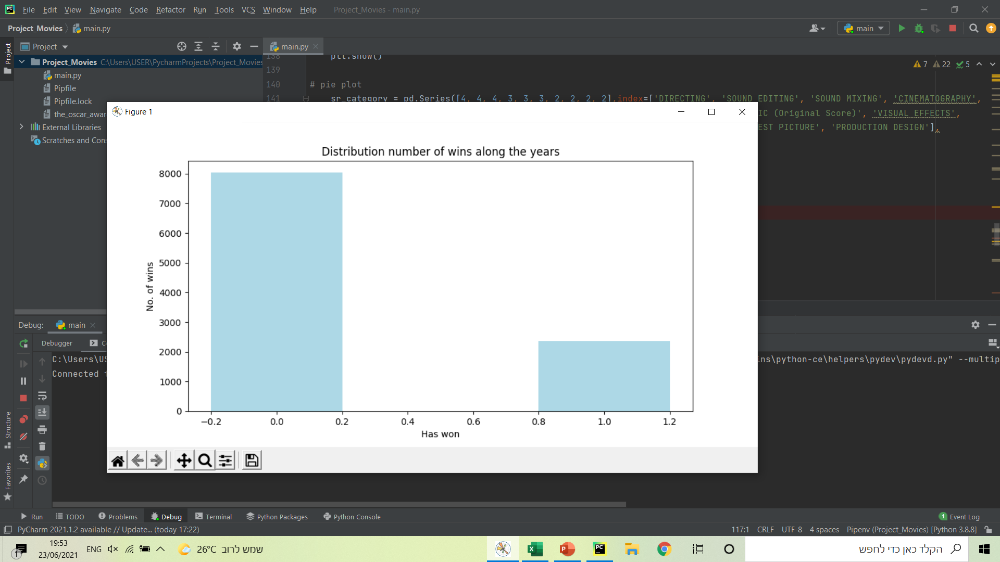 File Edit View Navigate Code Refactor Run Tools VCS Window Help Project_Movies - main.py
Project_Movies main.py main
Project main.py
Project
Project_Movies C:\Users\USER\PycharmProjects\Project_Movies
main.py
Pipfile
Pipfile.lock
the_oscar_awar
External Libraries
Scratches and Cons
138 plt.show()
139
140 # pie plot
141 sr_category = pd.Series([4, 4, 4, 3, 3, 3, 2, 2, 2, 2],index=['DIRECTING', 'SOUND EDITING', 'SOUND MIXING', 'CINEMATOGRAPHY',
IC (Original Score)', 'VISUAL EFFECTS',
EST PICTURE', 'PRODUCTION DESIGN'],
7 22 5
Figure 1
Distribution number of wins along the years
8000
7000
6000
5000
4000
3000
2000
1000
0
No. of wins
−0.2 0.0 0.2 0.4 0.6 0.8 1.0 1.2
Has won
Debug: main
Debugger C
C:\Users\US
ins\python-ce\helpers\pydev\pydevd.py" --multip
Connected t
Structure
Favorites
Run TODO Problems Debug Terminal Python Packages Python Console 1 Event Log
PyCharm 2021.1.2 available // Update... (today 17:22) 117:1 CRLF UTF-8 4 spaces Pipenv (Project_Movies) [Python 3.8.8]
1 19:53
23/06/2021
ENG 26°C שמש לרוב
הקלד כאן כדי לחפש